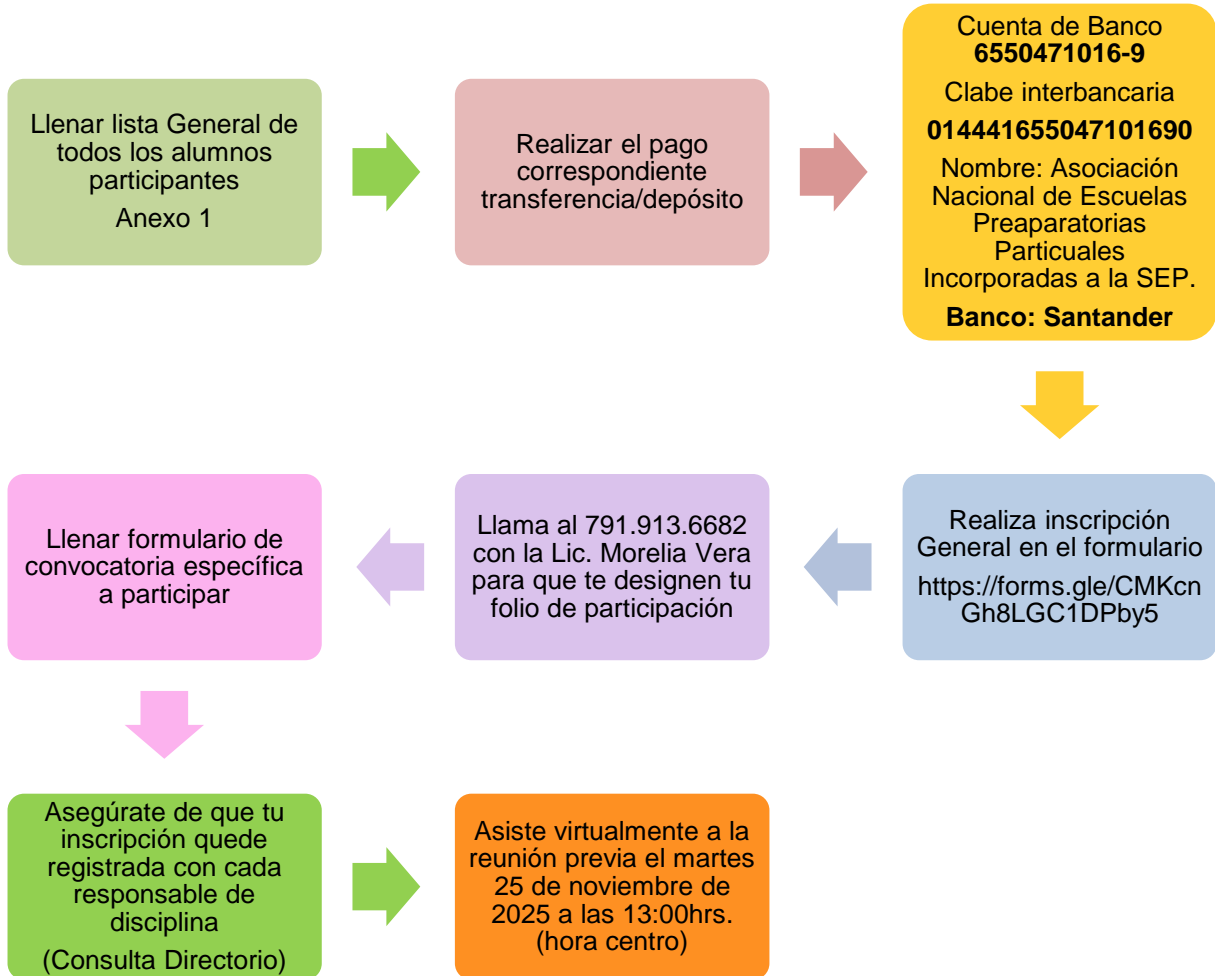 Llenar lista General de
todos los alumnos
participantes
Anexo 1
Realizar el pago
correspondiente
transferencia/depósito
Cuenta de Banco
6550471016-9
Clabe interbancaria
014441655047101690
Nombre: Asociación
Nacional de Escuelas
Preaparatorias
Particuales
Incorporadas a la SEP.
Banco: Santander
Realiza inscripción
General en el formulario
https://forms.gle/CMKcn
Gh8LGC1DPby5
Llama al 791.913.6682
con la Lic. Morelia Vera
para que te designen tu
folio de participación
Llenar formulario de
convocatoria específica
a participar
Asegúrate de que tu
inscripción quede
registrada con cada
responsable de
disciplina
(Consulta Directorio)
Asiste virtualmente a la
reunión previa el martes
25 de noviembre de
2025 a las 13:00hrs.
(hora centro)